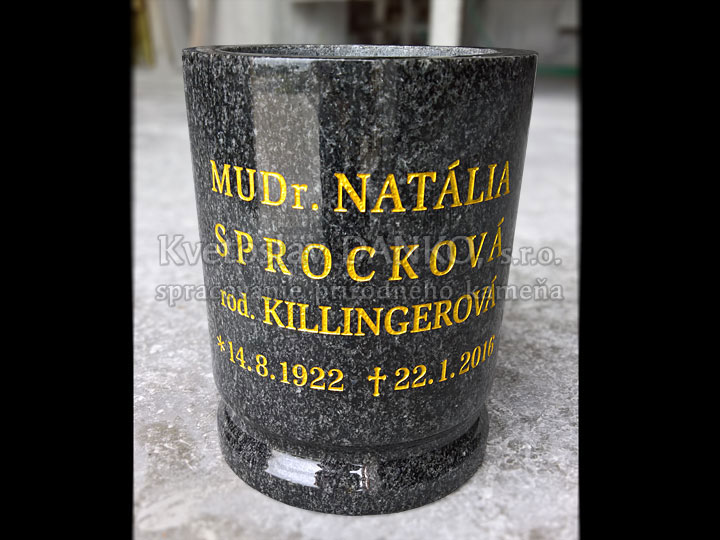 MUDr. NATÁLIA
SPROCKOVÁ
rod. KILLINGEROVÁ
*14.8.1922 †22.1.2016
s.r.o.
spracovanie prírodného kameňa